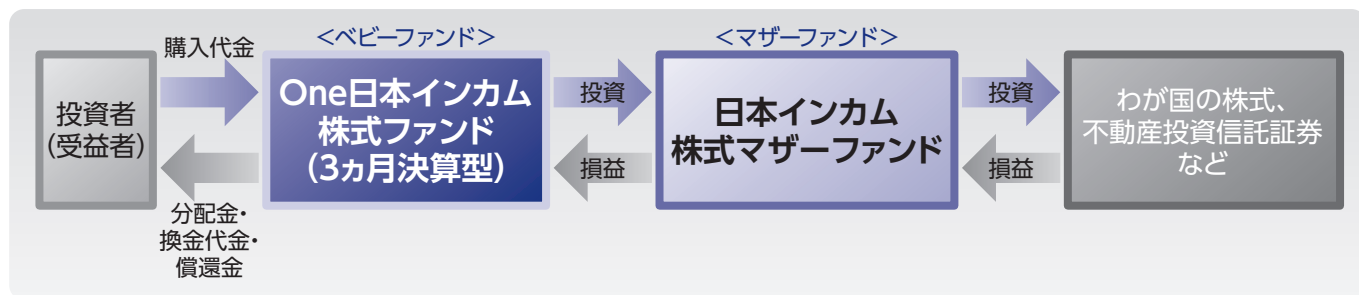 投資者
(受益者)
購入代金
分配金・
換金代金・
償還金
＜ベビーファンド＞
One日本インカム
株式ファンド
(3ヵ月決算型)
投資
損益
＜マザーファンド＞
日本インカム
株式マザーファンド
投資
損益
わが国の株式、
不動産投資信託証券
など